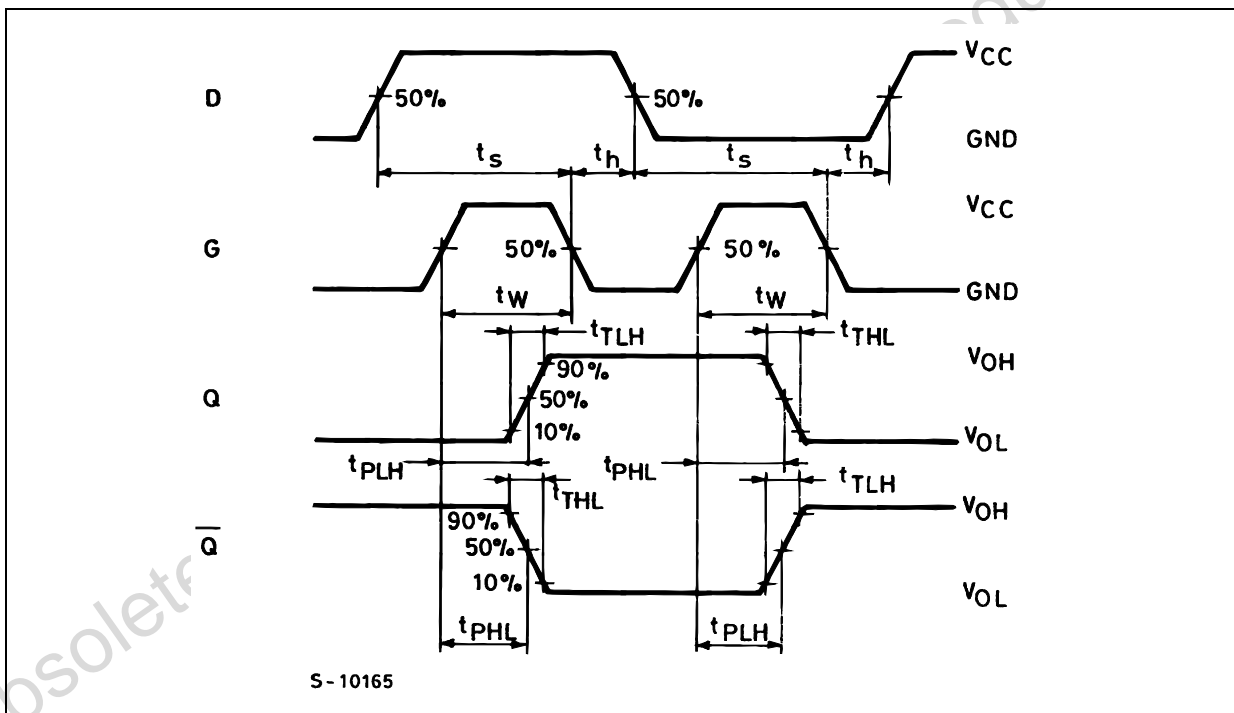 VCC
D
50%
50%
GND
ts
th
ts
th
VCC
G
50%
50%
GND
tW
tW
tTLH
tTHL
VOH
90%
Q
50%
10%
VOL
tPLH
tPHL
tTHL
tTLH
VOH
90%
Q
50%
10%
VOL
tPHL
tPLH
S-10165